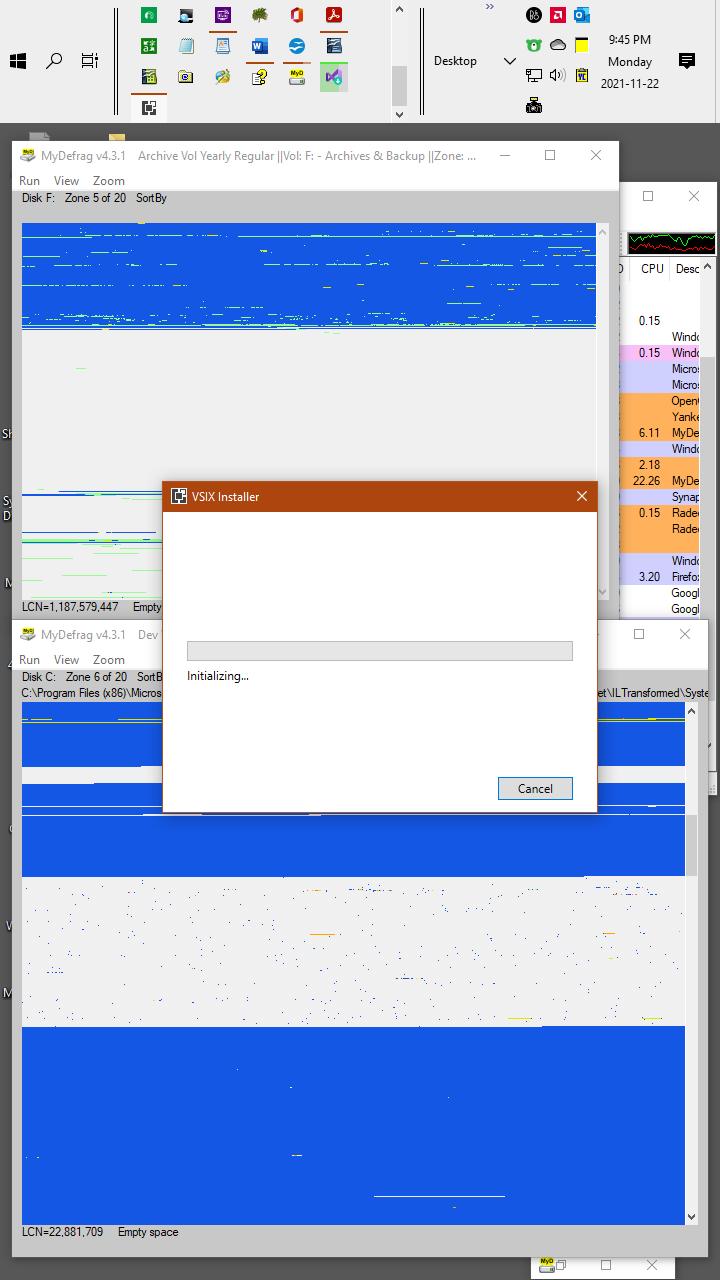 9:45 PM
Monday
2021-11-22
Desktop
MyDefrag v4.3.1 Archive Vol Yearly Regular ||Vol: F: - Archives & Backup ||Zone: ...
Run View Zoom
Disk F: Zone 5 of 20 SortBy
CPU Desc
0.15
Windo
0.15 Windo
Micros
Micros
Open
Yanke
6.11 MyDe
Windo
2.18
22.26 MyDe
Synap
0.15 Radeo
Radeo
Windo
3.20 Firefo
Googl
Googl
VSIX Installer
Initializing...
Cancel
LCN=1,187,579,447 Empty
MyDefrag v4.3.1 Dev
Run View Zoom
Disk C: Zone 6 of 20 SortB
C:\Program Files (x86)\Micros
et\ILTransformed\Syste
LCN=22,881,709 Empty space